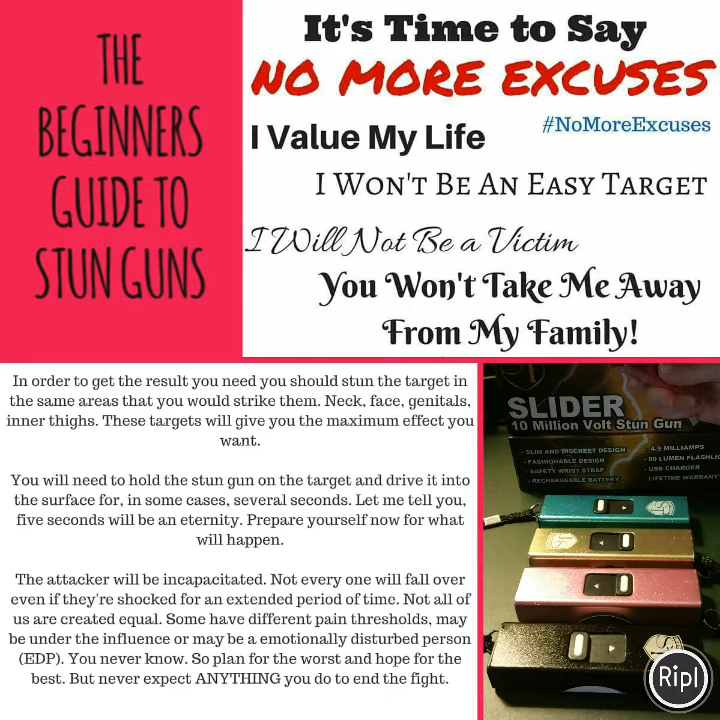 THE
BEGINNERS
GUIDE TO
STUN GUNS
It's Time to Say
NO MORE EXCUSES
#NoMoreExcuses
I Value My Life
I Won't Be An Easy Target
I Will Not Be a Victim
You Won't Take Me Away
From My Family!
In order to get the result you need you should stun the target in
the same areas that you would strike them. Neck, face, genitals,
inner thighs. These targets will give you the maximum effect you
want.
You will need to hold the stun gun on the target and drive it into
the surface for, in some cases, several seconds. Let me tell you,
five seconds will be an eternity. Prepare yourself now for what
will happen.
The attacker will be incapacitated. Not every one will fall over
even if they're shocked for an extended period of time. Not all of
us are created equal. Some have different pain thresholds, may
be under the influence or may be a emotionally disturbed person
(EDP). You never know. So plan for the worst and hope for the
best. But never expect ANYTHING you do to end the fight.
SLIDER
10 Million Volt Stun Gun
- SLIM AND DISCREET DESIGN
- FASHIONABLE DESIGN
- SAFETY WRIST STRAP
- RECHARGEABLE BATTERY
- 4.9 MILLIAMPS
- 80 LUMEN
- USB CHARGER
- LIFETIME
Ripl